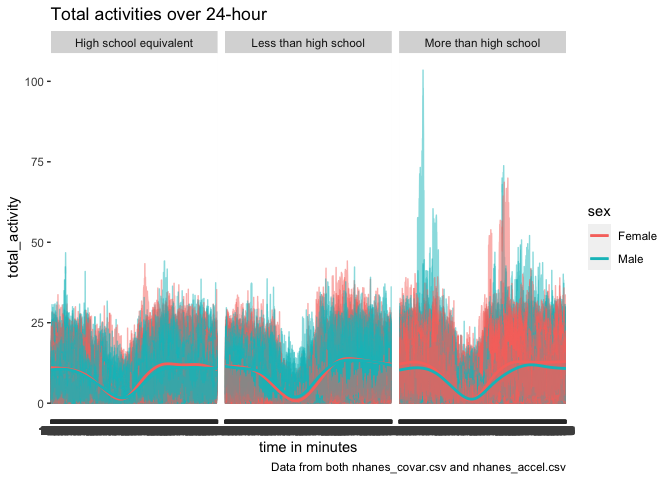 Total activities over 24-hour
High school equivalent
Less than high school
More than high school
100
75
50
25
0
total_activity
sex
Female
Male
time in minutes
Data from both nhanes_covar.csv and nhanes_accel.csv